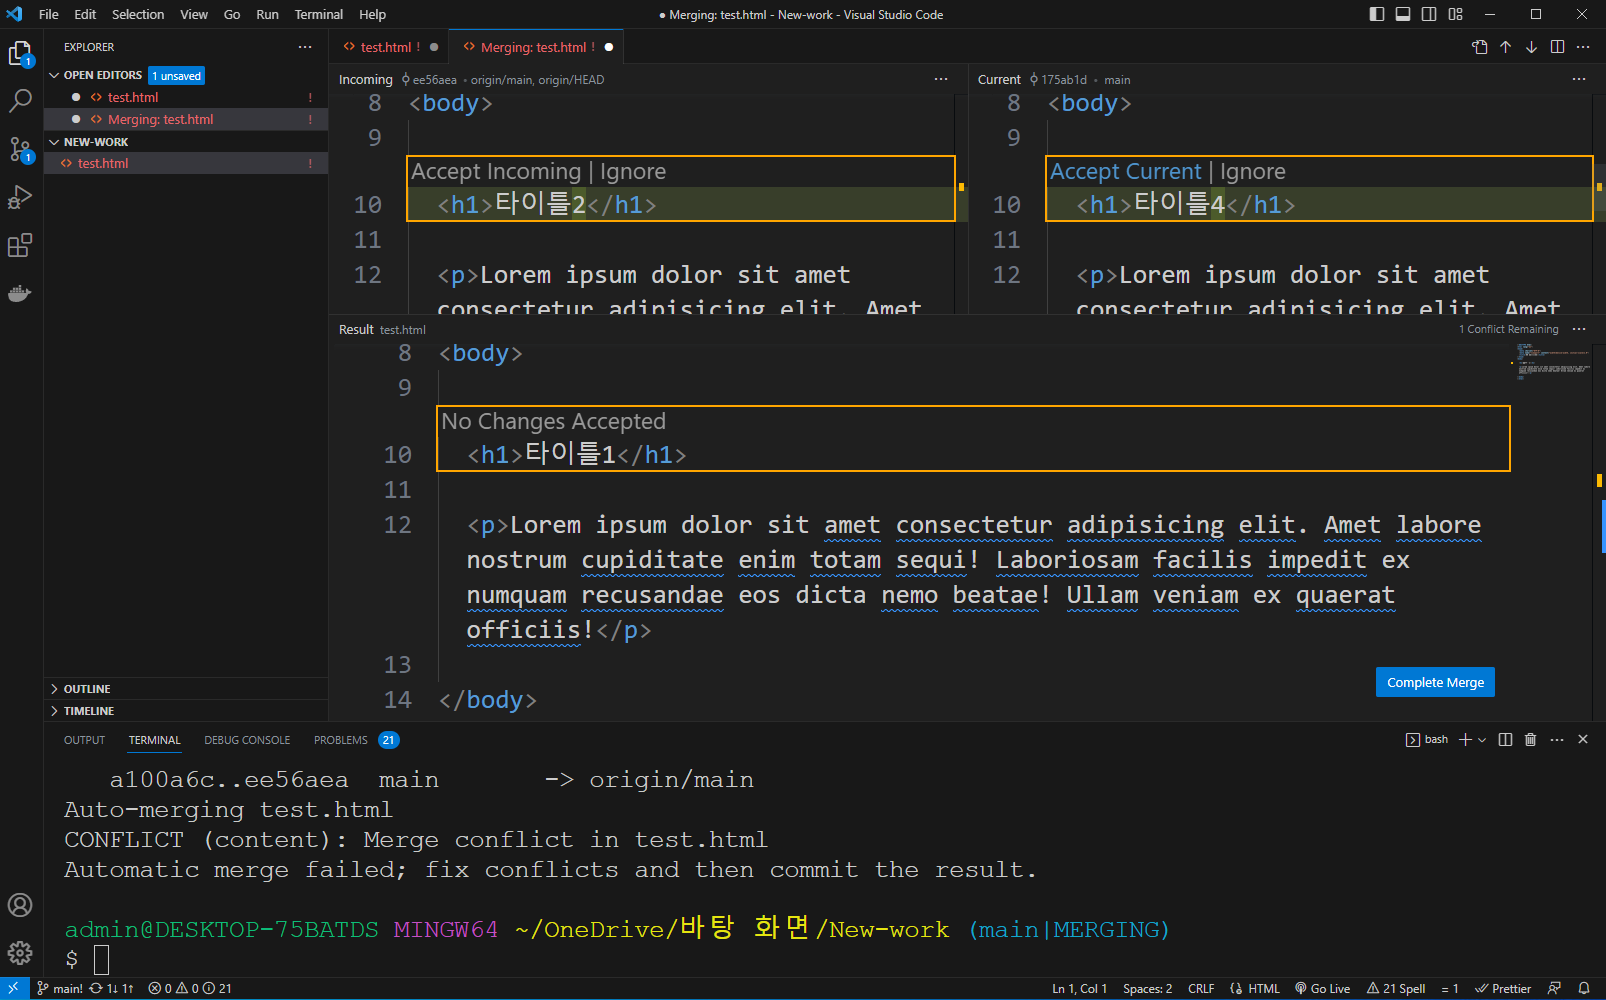 File Edit Selection View Go Run Terminal Help
● Merging: test.html - New-work - Visual Studio Code
EXPLORER
OPEN EDITORS 1 unsaved
test.html !
Merging: test.html !
NEW-WORK
test.html !
OUTLINE
TIMELINE
1
1
test.html !
Merging: test.html !
Incoming ee56aea • origin/main, origin/HEAD
8 <body>
9
Accept Incoming | Ignore
10 <h1>타이틀2</h1>
11
12 <p>Lorem ipsum dolor sit amet
consectetur adipisicing elit. Amet
Current 175ab1d • main
8 <body>
9
Accept Current | Ignore
10 <h1>타이틀4</h1>
11
12 <p>Lorem ipsum dolor sit amet
consectetur adipisicing elit. Amet
Result test.html
1 Conflict Remaining
8 <body>
9
No Changes Accepted
10 <h1>타이틀1</h1>
11
12 <p>Lorem ipsum dolor sit amet consectetur adipisicing elit. Amet labore
nostrum cupiditate enim totam sequi! Laboriosam facilis impedit ex
numquam recusandae eos dicta nemo beatae! Ullam veniam ex quaerat
officiis!</p>
13
14 </body>
Complete Merge
OUTPUT TERMINAL DEBUG CONSOLE PROBLEMS 21
bash
a100a6c..ee56aea main -> origin/main
Auto-merging test.html
CONFLICT (content): Merge conflict in test.html
Automatic merge failed; fix conflicts and then commit the result.
admin@DESKTOP-75BATDS MINGW64 ~/OneDrive/바탕 화면/New-work (main|MERGING)
$
main! 1↓ 1↑ 0 0 21
Ln 1, Col 1 Spaces: 2 CRLF HTML Go Live 21 Spell = 1 Prettier